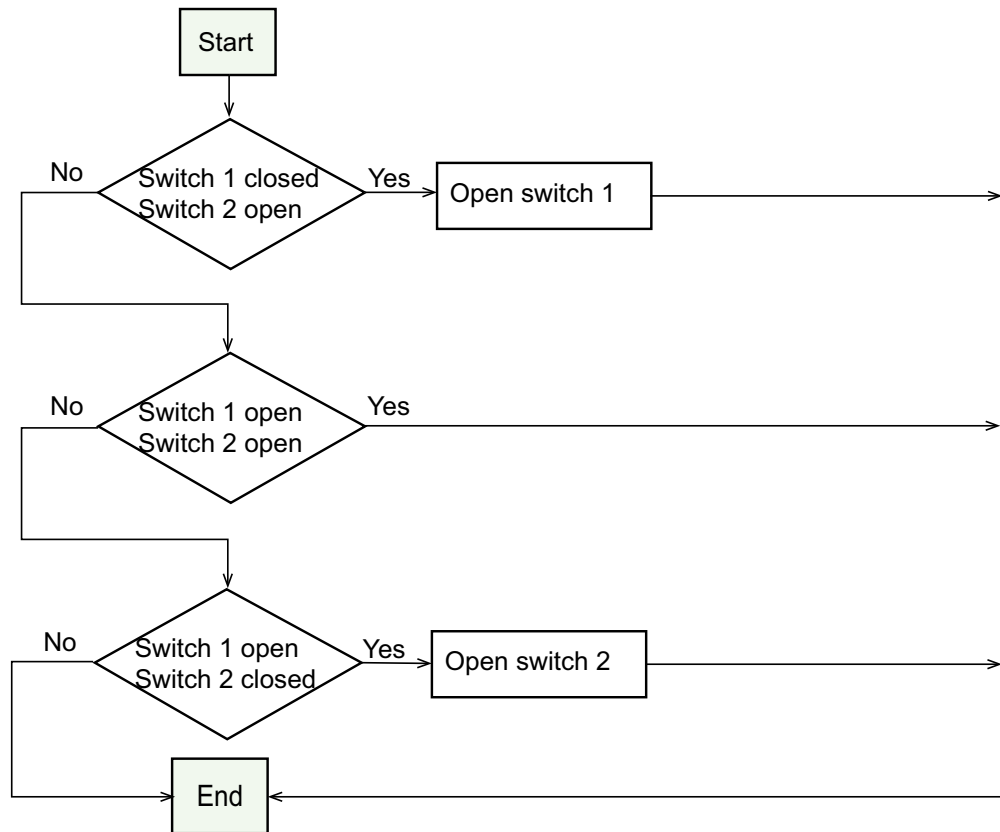 Start
No
Switch 1 closed
Switch 2 open
Yes
Open switch 1
No
Switch 1 open
Switch 2 open
Yes
No
Switch 1 open
Switch 2 closed
Yes
Open switch 2
End